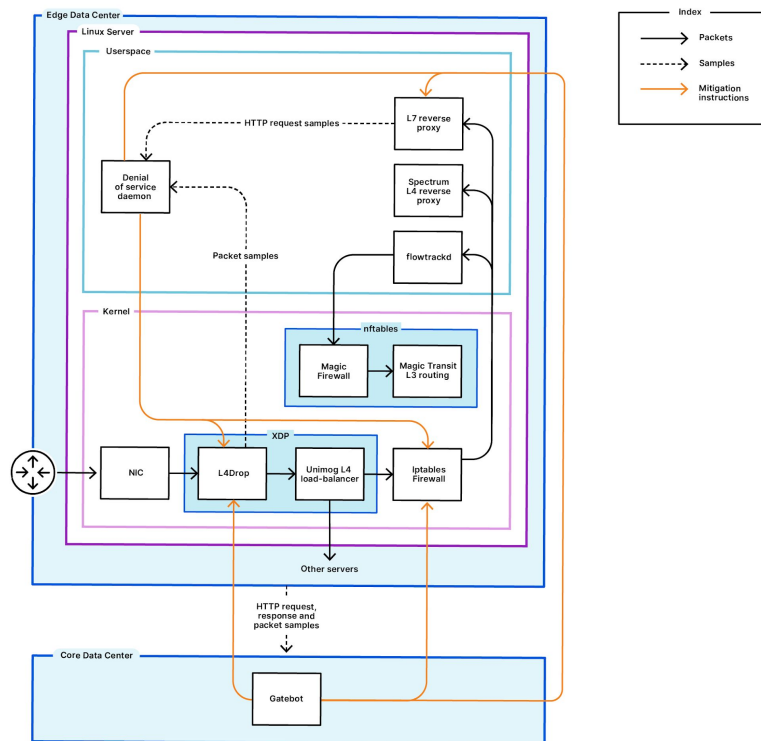 Edge Data Center
Linux Server
Userspace
Index
Packets
Samples
Mitigation
instructions
L7 reverse
proxy
HTTP request samples
Denial
of service
daemon
Spectrum
L4 reverse
proxy
Packet samples
flowtrackd
Kernel
nftables
Magic
Firewall
Magic Transit
L3 routing
XDP
NIC
L4Drop
Unimog L4
load-balancer
Iptables
Firewall
Other servers
HTTP request,
response and
packet samples
Core Data Center
Gatebot